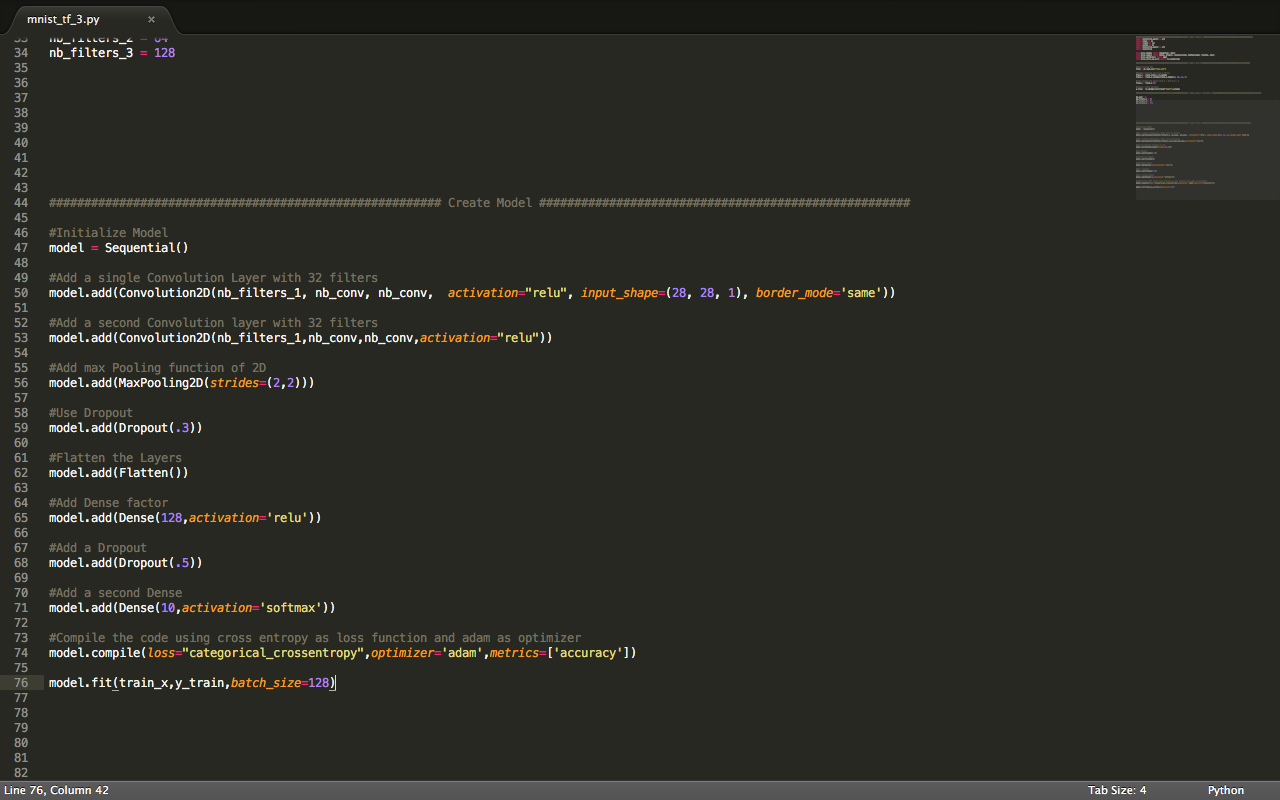 mnist_tf_3.py ×
33 nb_filters_2 = 64
34 nb_filters_3 = 128
35
36
37
38
39
40
41
42
43
44 ######################################################## Create Model #####################################################
45
46 #Initialize Model
47 model = Sequential()
48
49 #Add a single Convolution Layer with 32 filters
50 model.add(Convolution2D(nb_filters_1, nb_conv, nb_conv,  activation="relu", input_shape=(28, 28, 1), border_mode='same'))
51
52 #Add a second Convolution layer with 32 filters
53 model.add(Convolution2D(nb_filters_1,nb_conv,nb_conv,activation="relu"))
54
55 #Add max Pooling function of 2D
56 model.add(MaxPooling2D(strides=(2,2)))
57
58 #Use Dropout
59 model.add(Dropout(.3))
60
61 #Flatten the Layers
62 model.add(Flatten())
63
64 #Add Dense factor
65 model.add(Dense(128,activation='relu'))
66
67 #Add a Dropout
68 model.add(Dropout(.5))
69
70 #Add a second Dense
71 model.add(Dense(10,activation='softmax'))
72
73 #Compile the code using cross entropy as loss function and adam as optimizer
74 model.compile(loss="categorical_crossentropy",optimizer='adam',metrics=['accuracy'])
75
76 model.fit(train_x,y_train,batch_size=128)
77
78
79
80
81
82
Line 76, Column 42 Tab Size: 4 Python